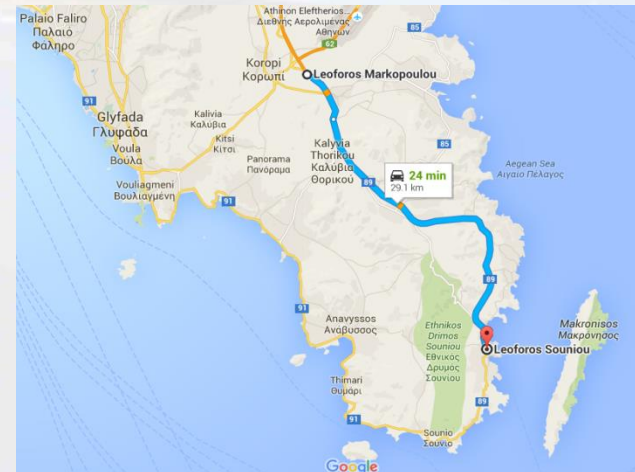 Athinon Eleftherios...
Διεθνής Αερολιμένας
Αθηνών
Palaio Faliro
Παλαιό
Φάληρο
85
62
Koropi
Κορωπί
Leoforos Markopoulou
91
Kalivia
Καλύβια
Glyfada
Γλυφάδα
Kitsi
Κίτσι
Voula
Βούλα
Kalyvia
Thorikou
Καλύβια
Θορικού
85
Panorama
Πανόραμα
24 min
29.1 km
Aegean Sea
Αιγαίο Πέλαγος
89
Vouliagmeni
Βουλιαγμένη
91
91
89
Anavyssos
Ανάβυσσος
Ethnikos
Drimos
Souniou
Εθνικός
Δρυμός
Σουνίου
Makronisos
Μακρόνησος
Leoforos Souniou
Thimari
Θυμάρι
89
91
Sounio
Σούνιο
Google